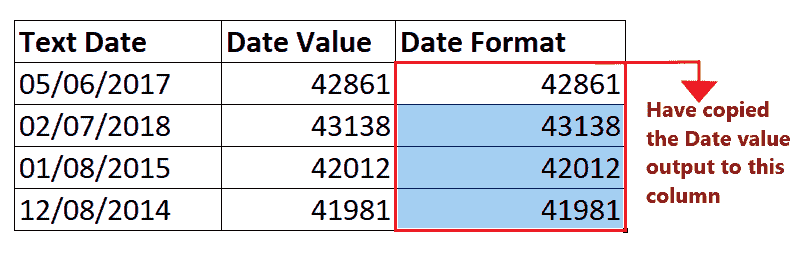 Text Date Date Value Date Format
05/06/2017 42861 42861
02/07/2018 43138 43138
01/08/2015 42012 42012
12/08/2014 41981 41981
Have copied
the Date value
output to this
column